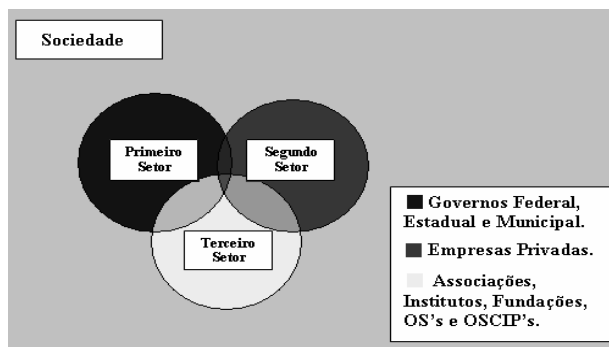 Sociedade
Primeiro
Setor
Segundo
Setor
Terceiro
Setor
Governos Federal,
Estadual e Municipal.
Empresas Privadas.
Associações,
Institutos, Fundações,
OS's e OSCIP's.